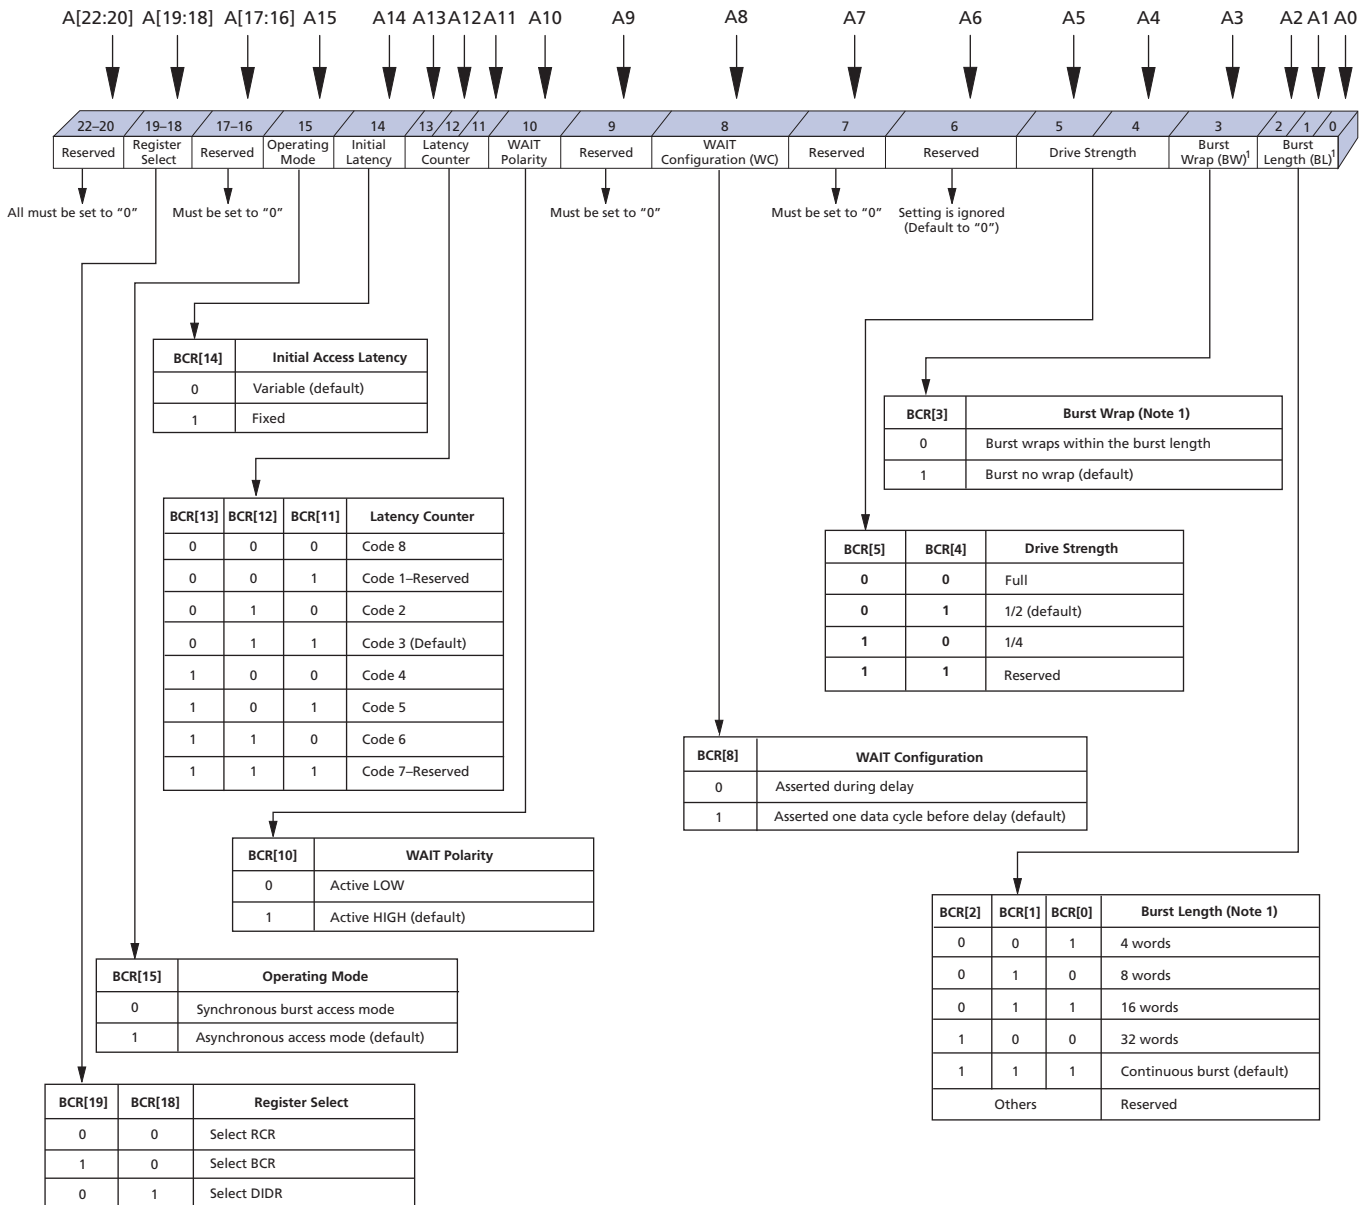 A[22:20] A[19:18] A[17:16] A15 A14 A13 A12 A11 A10 A9 A8 A7 A6 A5 A4 A3 A2 A1 A0
22–20 19–18 17–16 15 14 13 12 11 10 9 8 7 6 5 4 3 2 1 0
Reserved
Register
Select
Reserved
Operating
Mode
Initial
Latency
Latency
Counter
WAIT
Polarity
Reserved
WAIT
Configuration (WC)
Reserved
Reserved
Drive Strength
Burst
Wrap (BW)1
Burst
Length (BL)1
All must be set to “0”
Must be set to “0”
Must be set to “0”
Must be set to “0”
Setting is ignored
(Default to “0”)
BCR[14] Initial Access Latency
0 Variable (default)
1 Fixed
BCR[3] Burst Wrap (Note 1)
0 Burst wraps within the burst length
1 Burst no wrap (default)
BCR[13] BCR[12] BCR[11] Latency Counter
0 0 0 Code 8
0 0 1 Code 1–Reserved
0 1 0 Code 2
0 1 1 Code 3 (Default)
1 0 0 Code 4
1 0 1 Code 5
1 1 0 Code 6
1 1 1 Code 7–Reserved
BCR[5] BCR[4] Drive Strength
0 0 Full
0 1 1/2 (default)
1 0 1/4
1 1 Reserved
BCR[8] WAIT Configuration
0 Asserted during delay
1 Asserted one data cycle before delay (default)
BCR[10] WAIT Polarity
0 Active LOW
1 Active HIGH (default)
BCR[2] BCR[1] BCR[0] Burst Length (Note 1)
0 0 1 4 words
0 1 0 8 words
0 1 1 16 words
1 0 0 32 words
1 1 1 Continuous burst (default)
Others Reserved
BCR[15] Operating Mode
0 Synchronous burst access mode
1 Asynchronous access mode (default)
BCR[19] BCR[18] Register Select
0 0 Select RCR
1 0 Select BCR
0 1 Select DIDR